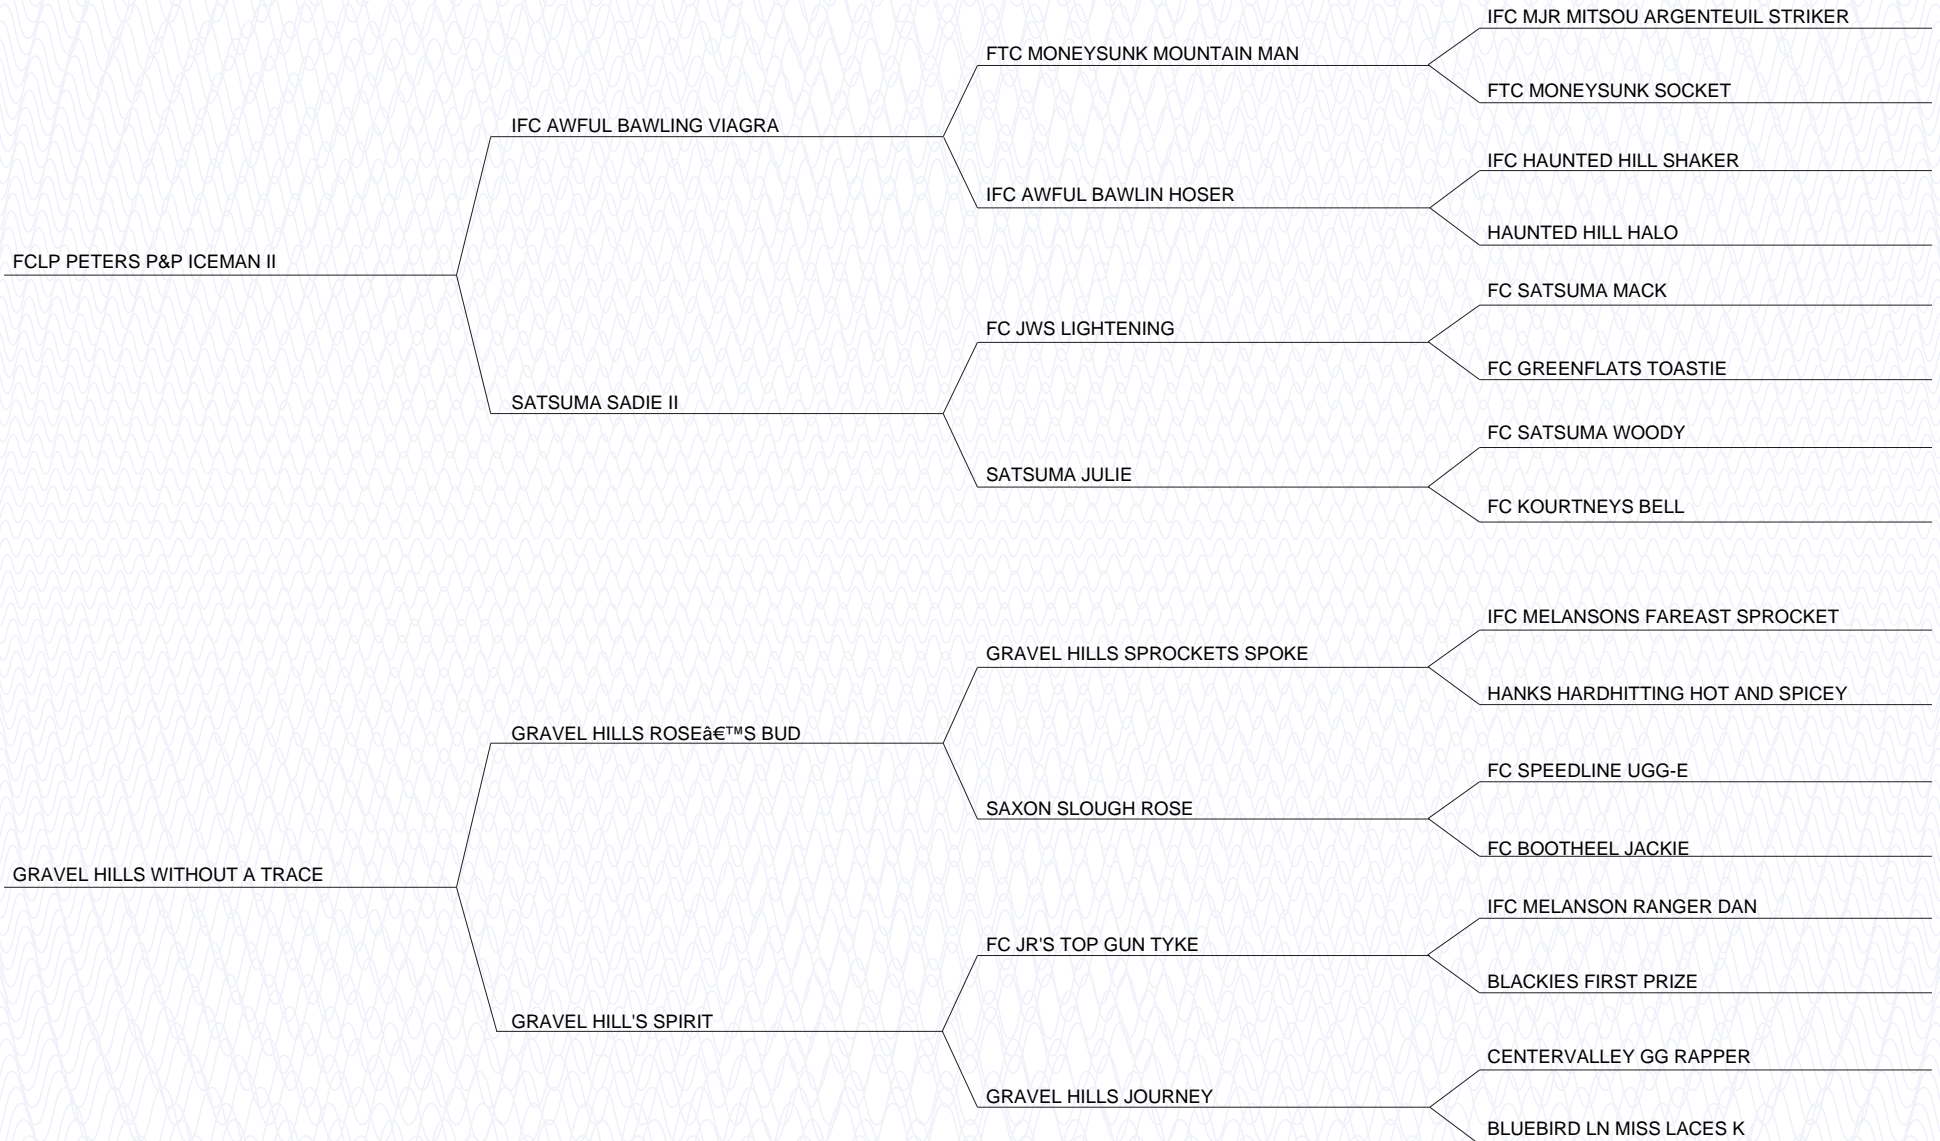 IFC MJR MITSOU ARGENTEUIL STRIKER
FTC MONEYSUNK MOUNTAIN MAN
FTC MONEYSUNK SOCKET
IFC AWFUL BAWLING VIAGRA
IFC HAUNTED HILL SHAKER
IFC AWFUL BAWLIN HOSER
HAUNTED HILL HALO
FCLP PETERS P&P ICEMAN II
FC SATSUMA MACK
FC JWS LIGHTENING
FC GREENFLATS TOASTIE
SATSUMA SADIE II
FC SATSUMA WOODY
SATSUMA JULIE
FC KOURTNEYS BELL
IFC MELANSONS FAREAST SPROCKET
GRAVEL HILLS SPROCKETS SPOKE
HANKS HARDHITTING HOT AND SPICEY
GRAVEL HILLS ROSEâ€™S BUD
FC SPEEDLINE UGG-E
SAXON SLOUGH ROSE
FC BOOTHEEL JACKIE
GRAVEL HILLS WITHOUT A TRACE
IFC MELANSON RANGER DAN
FC JR'S TOP GUN TYKE
BLACKIES FIRST PRIZE
GRAVEL HILL'S SPIRIT
CENTERVALLEY GG RAPPER
GRAVEL HILLS JOURNEY
BLUEBIRD LN MISS LACES K